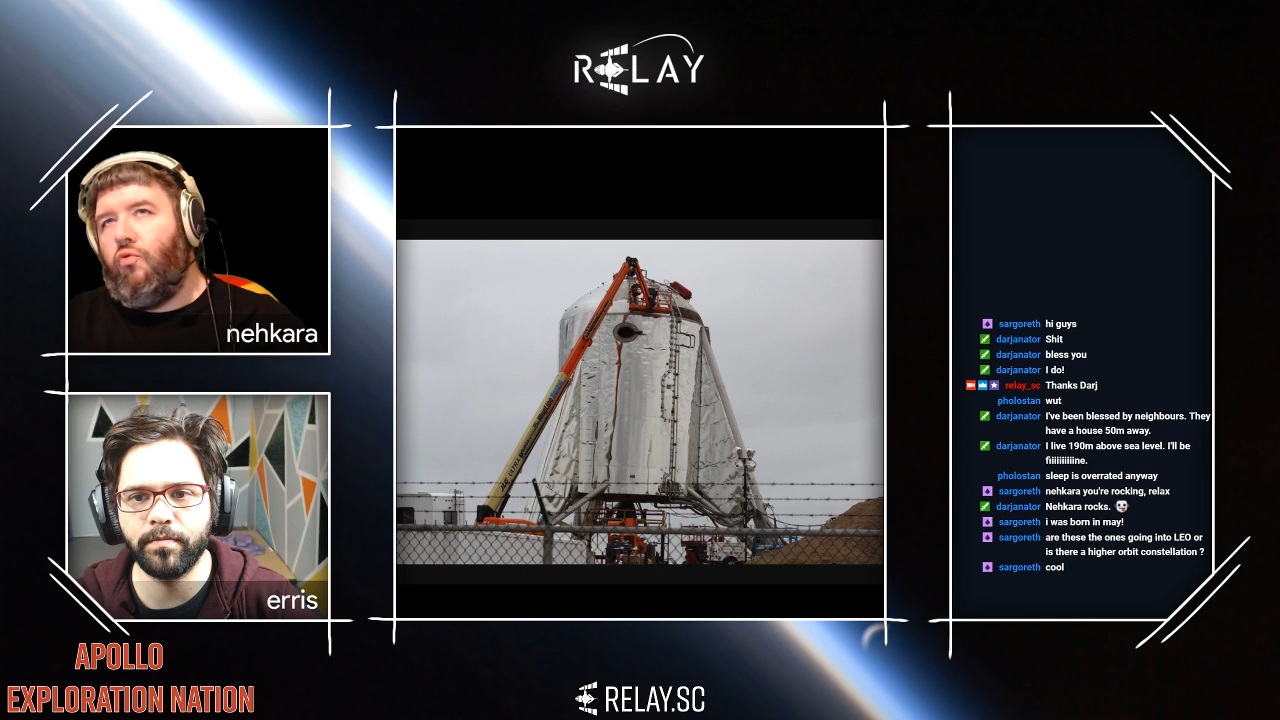 RELAY
nehkara
erris
APOLLO
EXPLORATION NATION
sargoreth hi guys
darjanator Shit
darjanator bless you
darjanator I do!
relay_sc Thanks Darj
pholostan wut
darjanator I've been blessed by neighbours. They
have a house 50m away.
darjanator I live 190m above sea level. I'll be
fiiiiiiiiine.
pholostan sleep is overrated anyway
sargoreth nehkara you're rocking, relax
darjanator Nehkara rocks.
sargoreth i was born in may!
sargoreth are these the ones going into LEO or
is there a higher orbit constellation ?
sargoreth cool
RELAY.SC